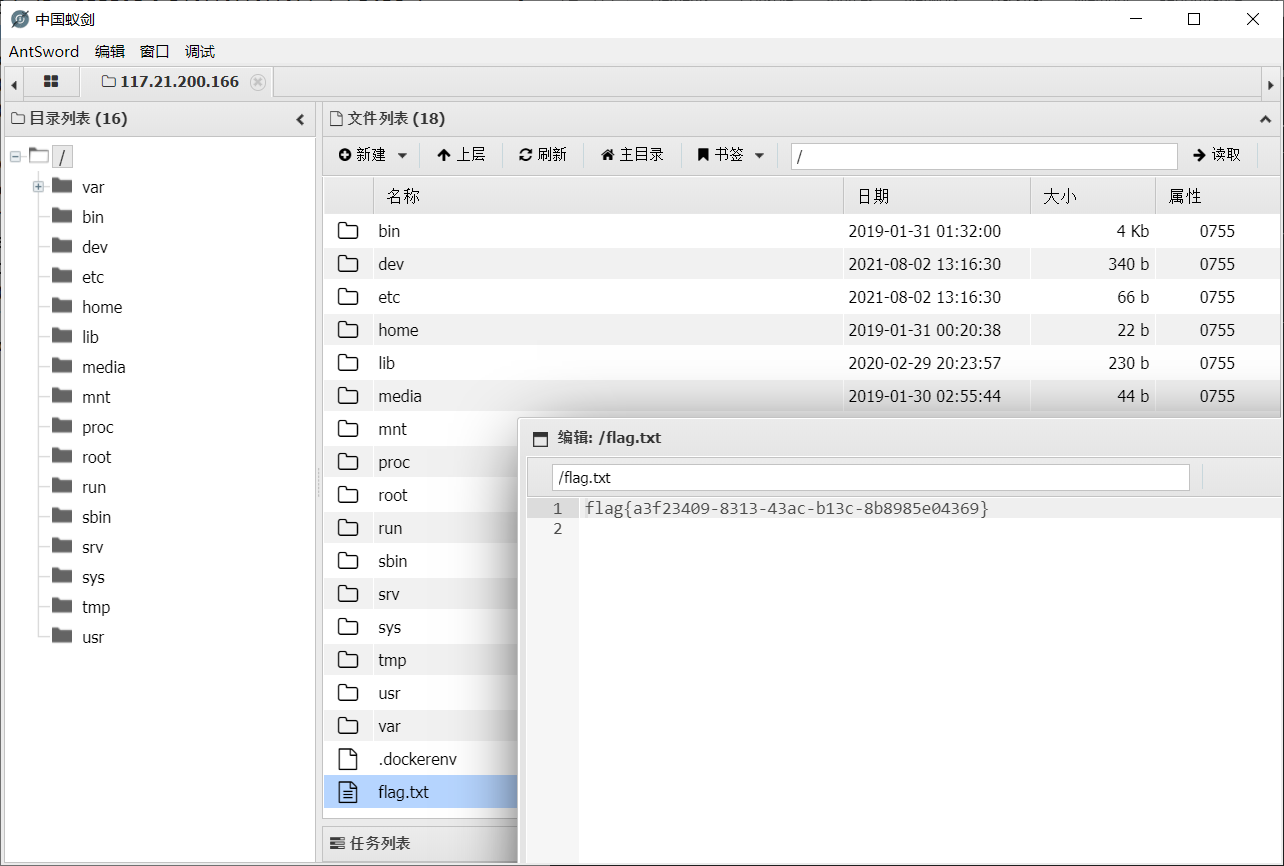 中国蚁剑
AntSword 编辑 窗口 调试
117.21.200.166
目录列表 (16)
/
var
bin
dev
etc
home
lib
media
mnt
proc
root
run
sbin
srv
sys
tmp
usr
文件列表 (18)
新建 上层 刷新 主目录 书签 / 读取
名称 日期 大小 属性
bin 2019-01-31 01:32:00 4 Kb 0755
dev 2021-08-02 13:16:30 340 b 0755
etc 2021-08-02 13:16:30 66 b 0755
home 2019-01-31 00:20:38 22 b 0755
lib 2020-02-29 20:23:57 230 b 0755
media 2019-01-30 02:55:44 44 b 0755
mnt
proc
root
run
sbin
srv
sys
tmp
usr
var
.dockerenv
flag.txt
任务列表
编辑: /flag.txt
/flag.txt
1 flag{a3f23409-8313-43ac-b13c-8b8985e04369}
2